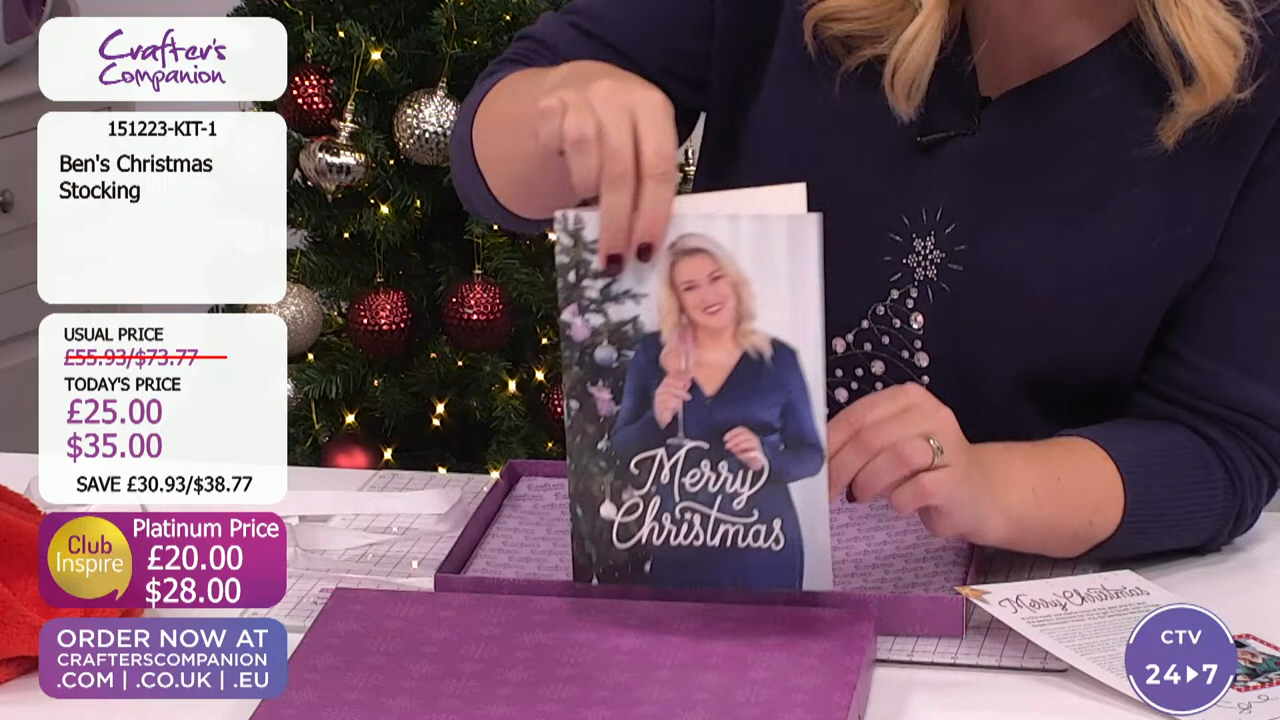 Crafter's
Companion
151223-KIT-1
Ben's Christmas
Stocking
USUAL PRICE
£55.93/$73.77
TODAY'S PRICE
£25.00
$35.00
SAVE £30.93/$38.77
Club
Inspire
Platinum Price
£20.00
$28.00
ORDER NOW AT
CRAFTERSCOMPANION
.COM | .CO.UK | .EU
Merry
Christmas
Merry Christmas
CTV
24▶7